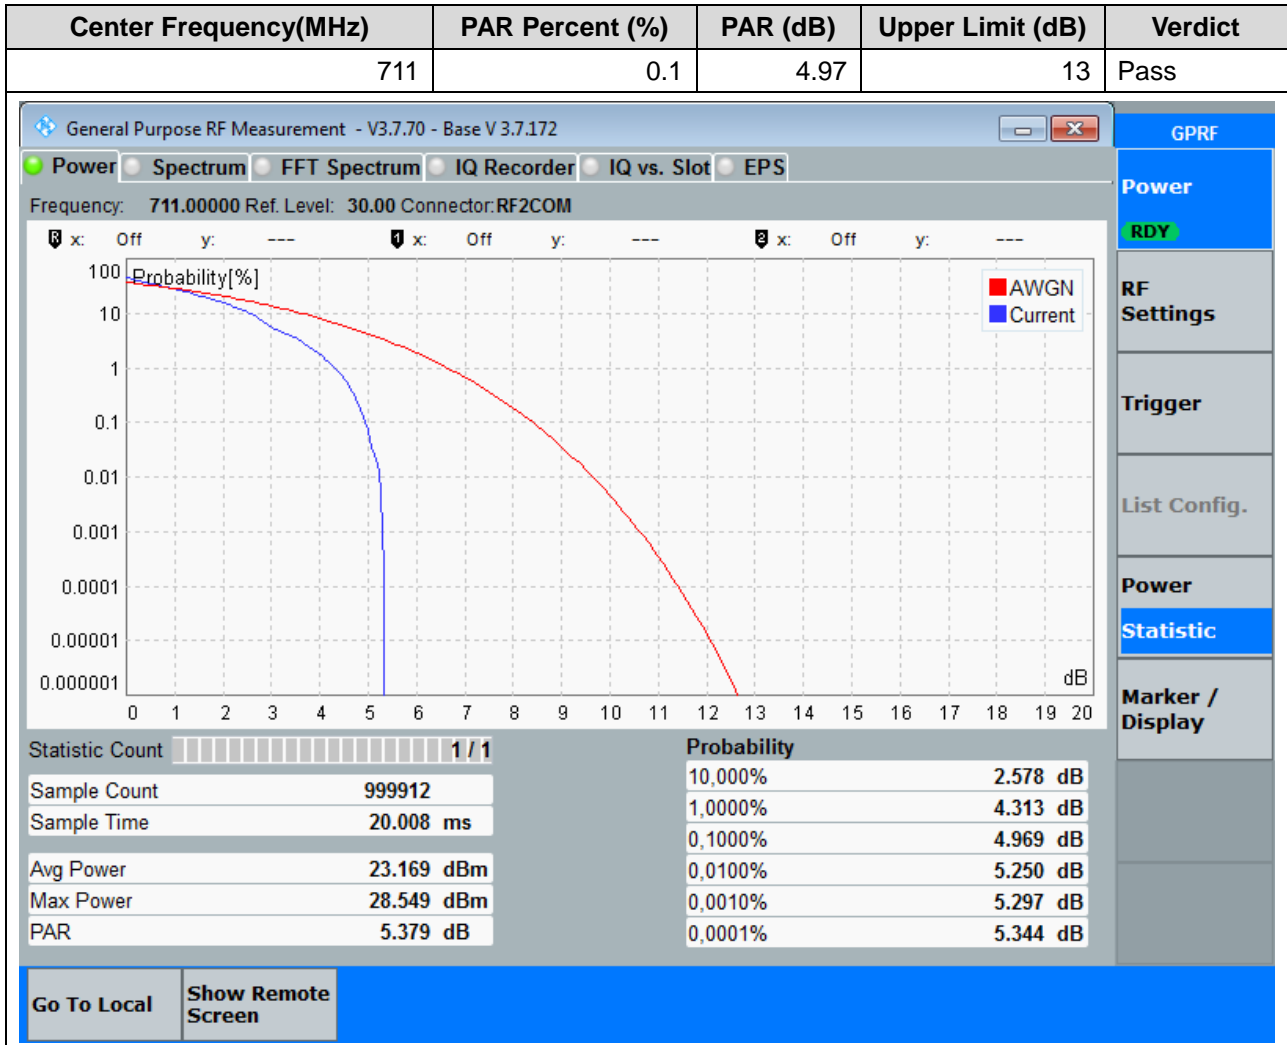 Center Frequency(MHz) PAR Percent (%) PAR (dB) Upper Limit (dB) Verdict
711 0.1 4.97 13 Pass
General Purpose RF Measurement - V3.7.70 - Base V 3.7.172
GPRF
Power Spectrum FFT Spectrum IQ Recorder IQ vs. Slot EPS
Power
RDY
Frequency: 711.00000 Ref. Level: 30.00 Connector:RF2COM
R x: Off y: --- 1 x: Off y: --- 2 x: Off y: ---
100 Probability[%]
AWGN
Current
10
1
0.1
0.01
0.001
0.0001
0.00001
0.000001
dB
0 1 2 3 4 5 6 7 8 9 10 11 12 13 14 15 16 17 18 19 20
RF
Settings
Trigger
List Config.
Power
Statistic
Marker /
Display
Statistic Count 1 / 1
Sample Count 999912
Sample Time 20.008 ms
Avg Power 23.169 dBm
Max Power 28.549 dBm
PAR 5.379 dB
Probability
10,000% 2.578 dB
1,0000% 4.313 dB
0,1000% 4.969 dB
0,0100% 5.250 dB
0,0010% 5.297 dB
0,0001% 5.344 dB
Go To Local
Show Remote
Screen